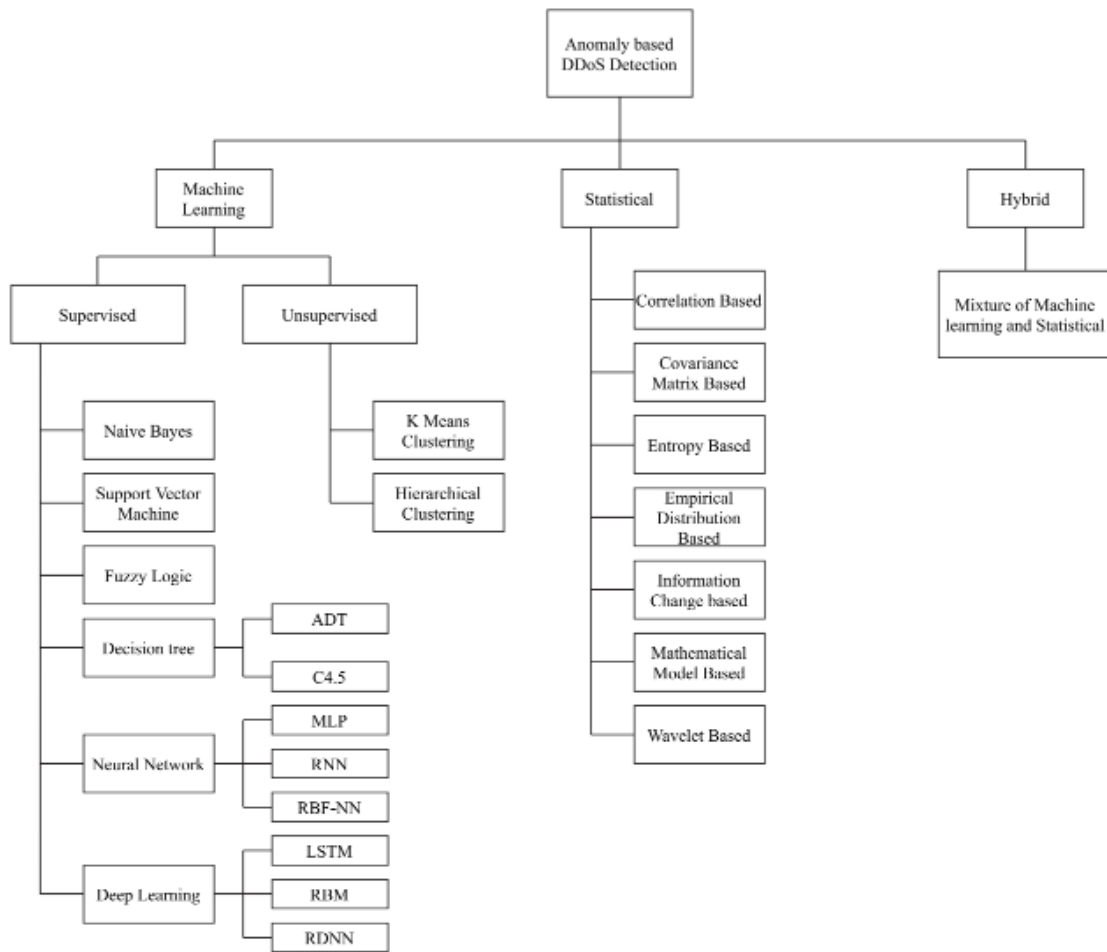 Anomaly based
DDoS Detection
Machine
Learning
Statistical
Hybrid
Supervised
Unsupervised
Correlation Based
Mixture of Machine
learning and Statistical
Covariance
Matrix Based
Naive Bayes
K Means
Clustering
Entropy Based
Support Vector
Machine
Hierarchical
Clustering
Empirical
Distribution
Based
Fuzzy Logic
Information
Change based
Decision tree
ADT
C4.5
Mathematical
Model Based
Neural Network
MLP
RNN
RBF-NN
Wavelet Based
Deep Learning
LSTM
RBM
RDNN